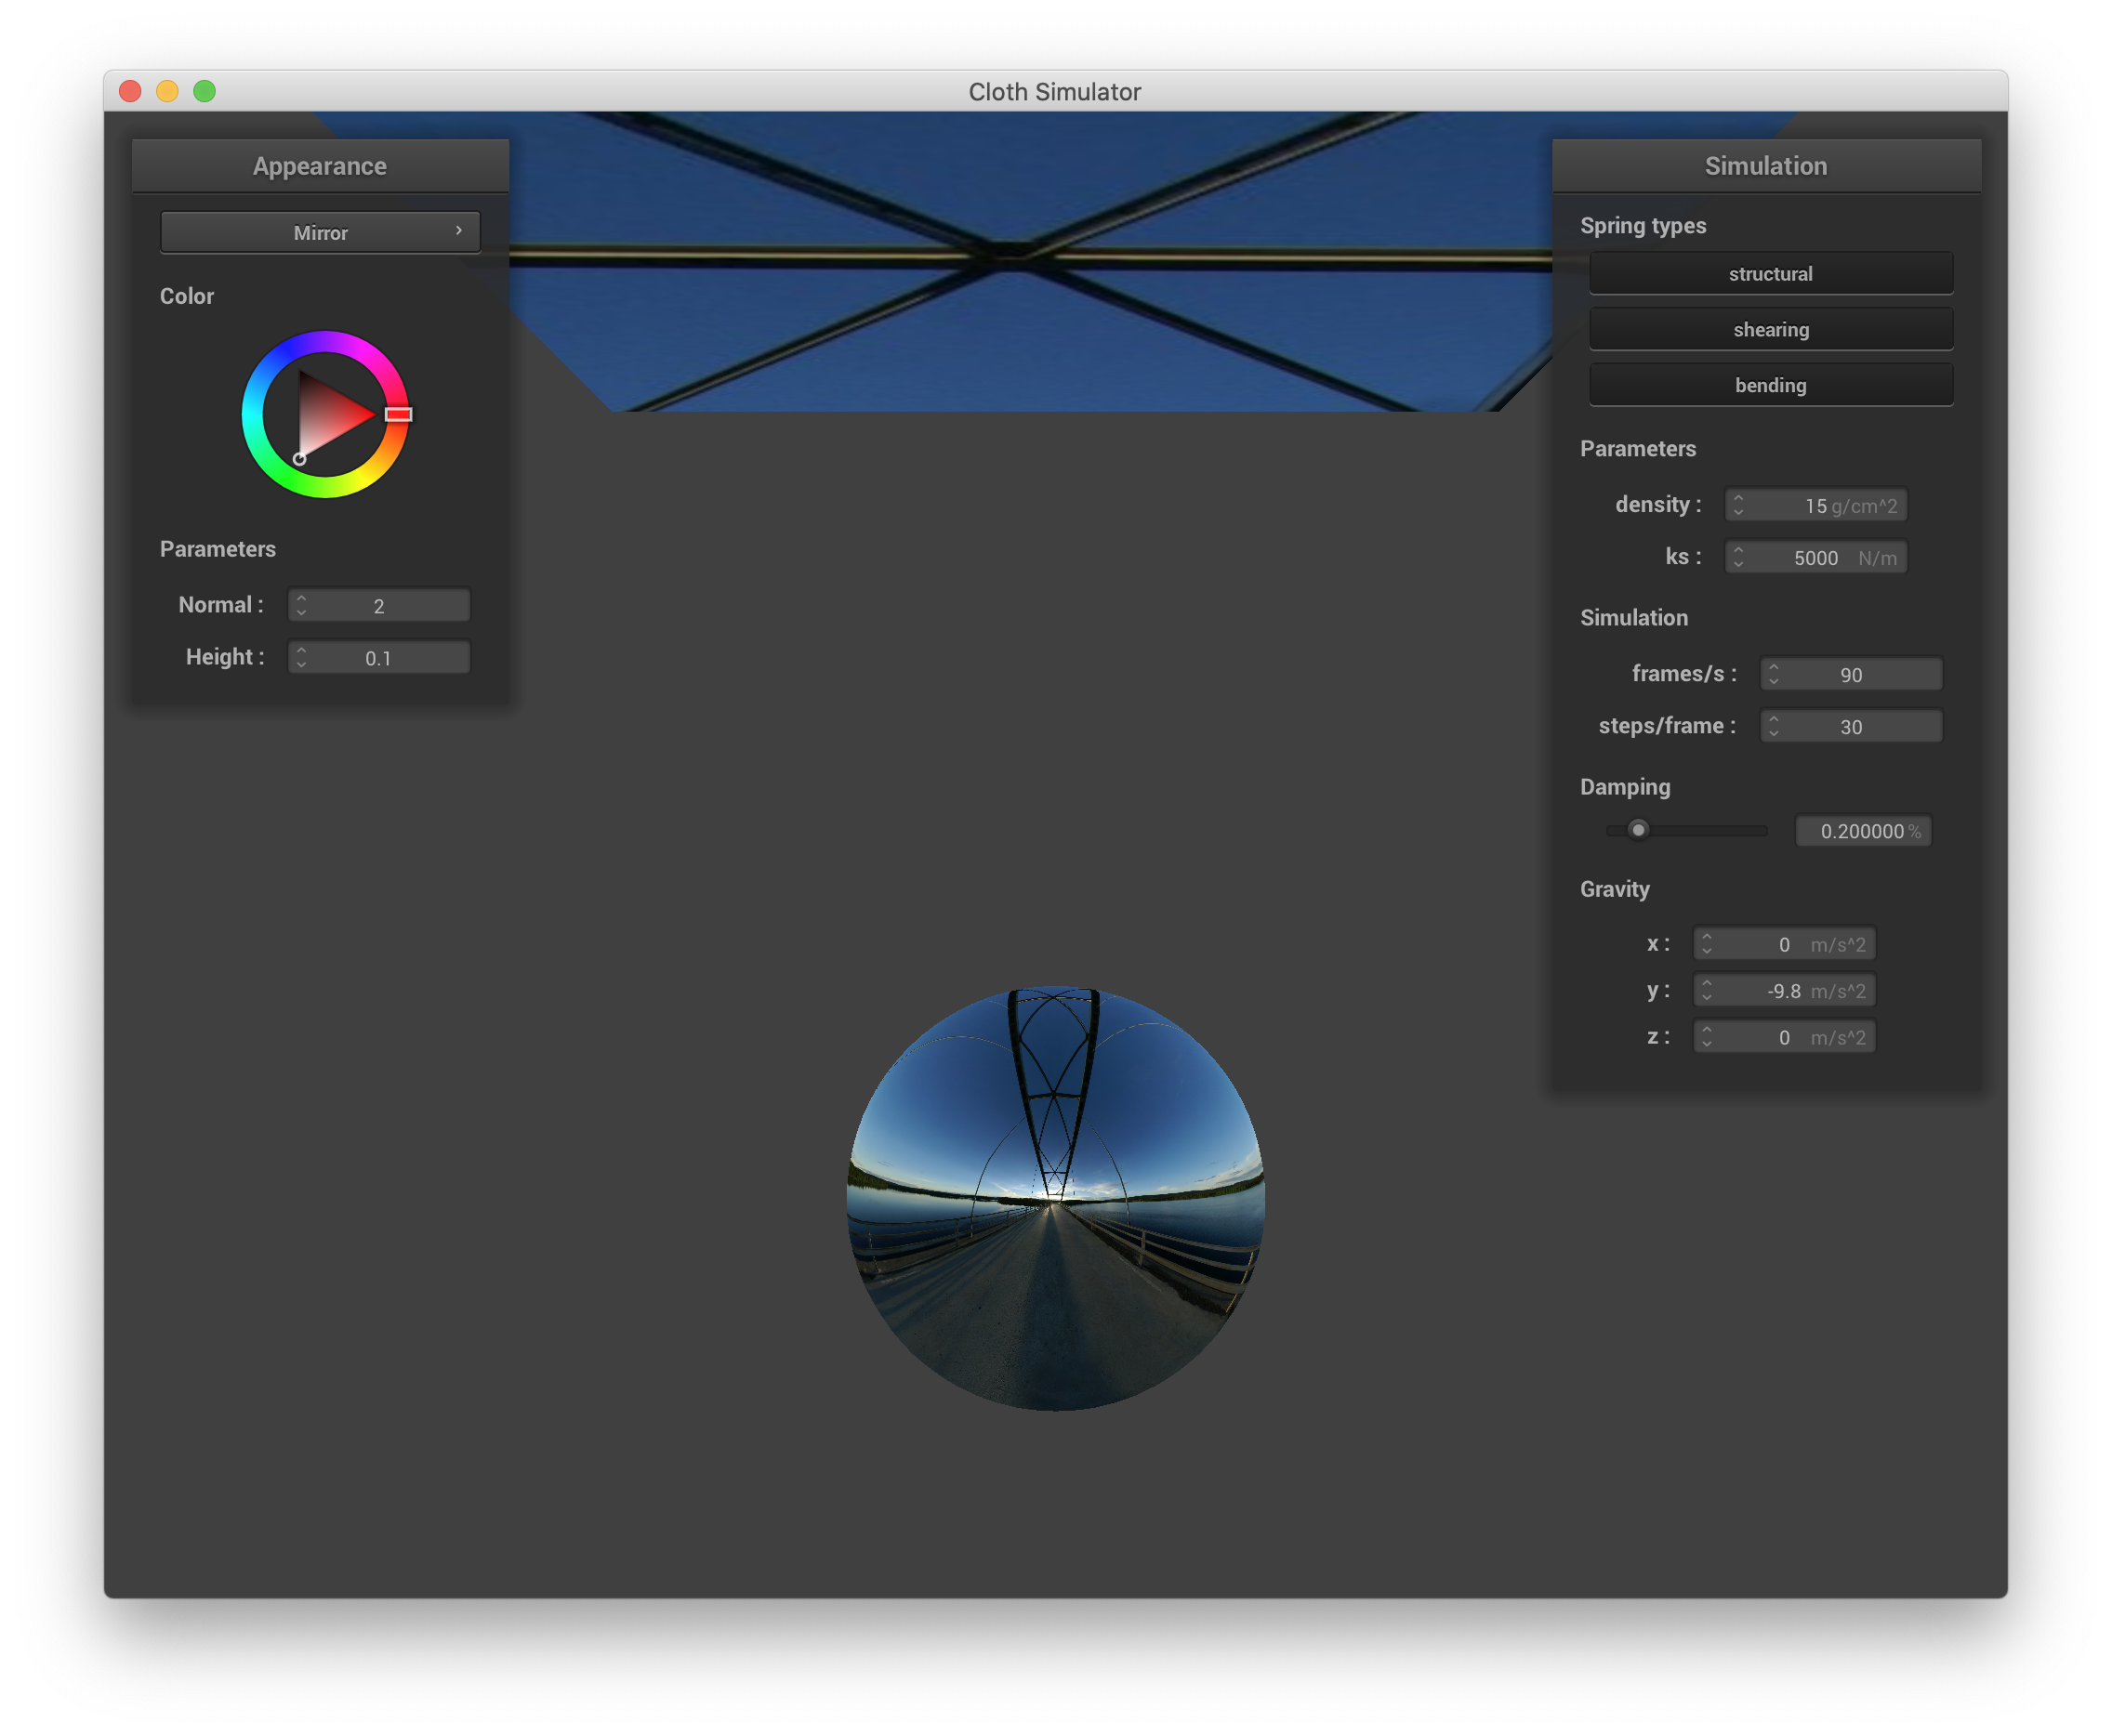 Cloth Simulator
Appearance
Mirror
Color
Parameters
Normal : 2
Height : 0.1
Simulation
Spring types
structural
shearing
bending
Parameters
density : 15 g/cm^2
ks : 5000 N/m
Simulation
frames/s : 90
steps/frame : 30
Damping
0.200000 %
Gravity
x : 0 m/s^2
y : -9.8 m/s^2
z : 0 m/s^2